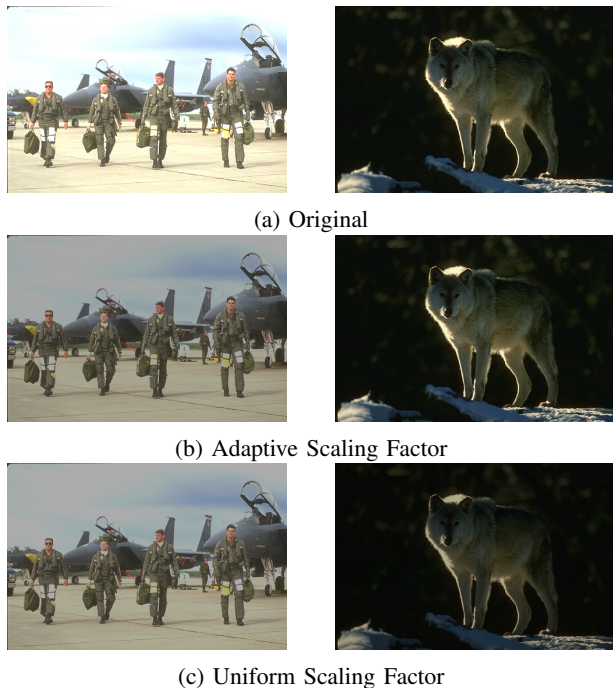 (a) Original
(b) Adaptive Scaling Factor
(c) Uniform Scaling Factor